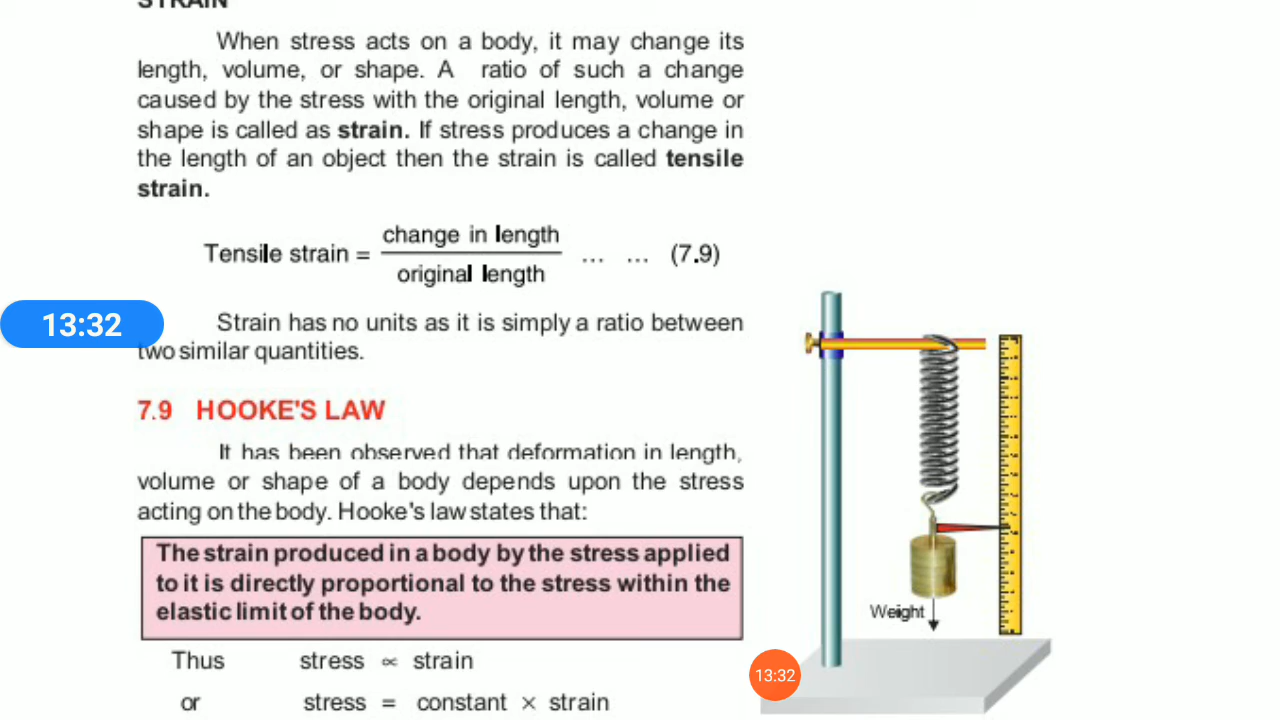 STRAIN
When stress acts on a body, it may change its
length, volume, or shape. A ratio of such a change
caused by the stress with the original length, volume or
shape is called as strain. If stress produces a change in
the length of an object then the strain is called tensile
strain.
Tensile strain = change in length / original length ... ... (7.9)
13:32
Strain has no units as it is simply a ratio between
two similar quantities.
7.9 HOOKE'S LAW
It has been observed that deformation in length,
volume or shape of a body depends upon the stress
acting on the body. Hooke's law states that:
The strain produced in a body by the stress applied
to it is directly proportional to the stress within the
elastic limit of the body.
Thus stress ∝ strain
or stress = constant × strain
Weight
13:32